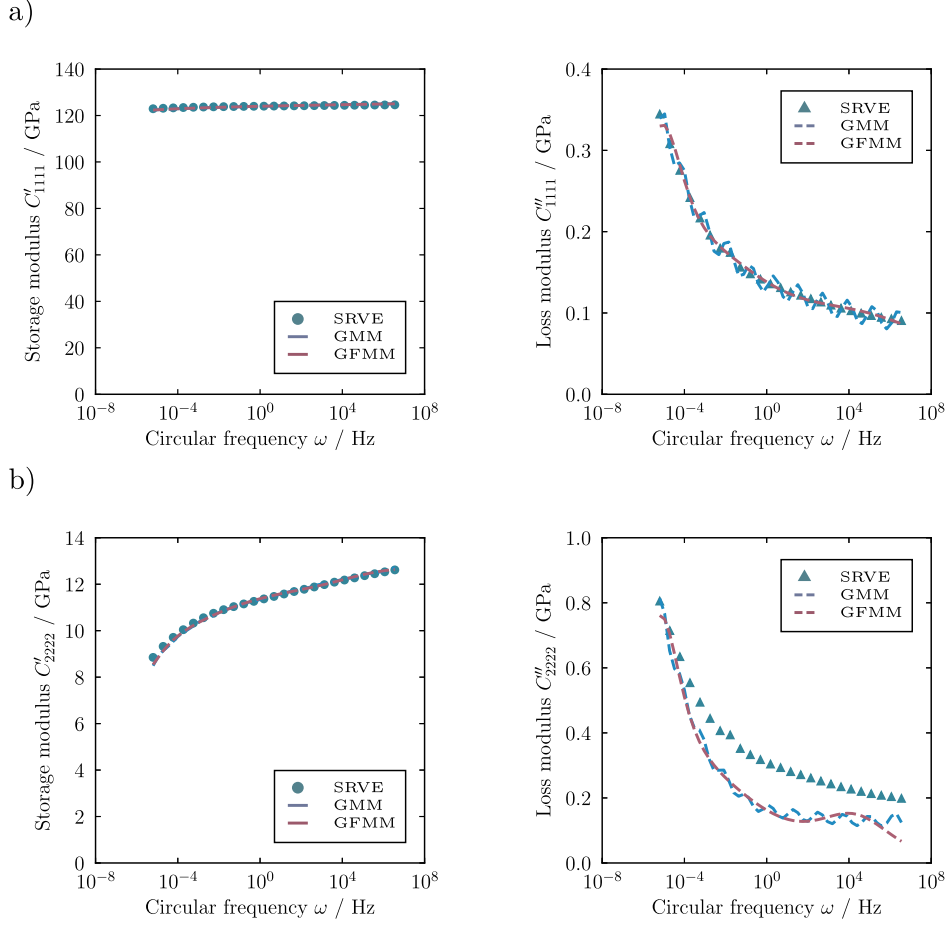 a)
Storage modulus C′₁₁₁₁ / GPa
140
120
100
80
60
40
20
0
SRVE
GMM
GFMM
10⁻⁸ 10⁻⁴ 10⁰ 10⁴ 10⁸
Circular frequency ω / Hz
Loss modulus C″₁₁₁₁ / GPa
0.4
0.3
0.2
0.1
0.0
SRVE
GMM
GFMM
10⁻⁸ 10⁻⁴ 10⁰ 10⁴ 10⁸
Circular frequency ω / Hz
b)
Storage modulus C′₂₂₂₂ / GPa
14
12
10
8
6
4
2
0
SRVE
GMM
GFMM
10⁻⁸ 10⁻⁴ 10⁰ 10⁴ 10⁸
Circular frequency ω / Hz
Loss modulus C″₂₂₂₂ / GPa
1.0
0.8
0.6
0.4
0.2
0.0
SRVE
GMM
GFMM
10⁻⁸ 10⁻⁴ 10⁰ 10⁴ 10⁸
Circular frequency ω / Hz